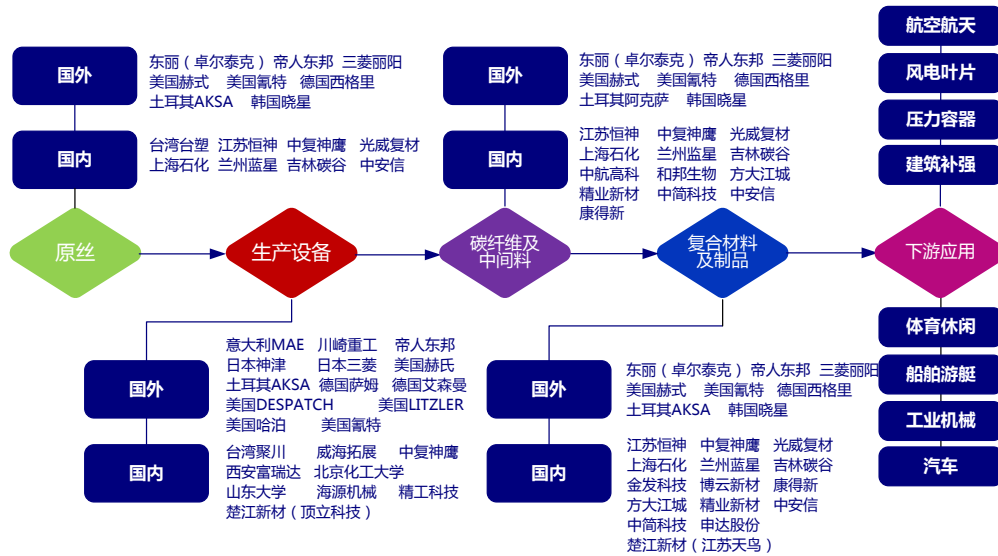 国外
东丽（卓尔泰克）帝人东邦 三菱丽阳
美国赫式 美国氰特 德国西格里
土耳其AKSA 韩国晓星
国内
台湾台塑 江苏恒神 中复神鹰 光威复材
上海石化 兰州蓝星 吉林碳谷 中安信
原丝
生产设备
国外
意大利MAE 川崎重工 帝人东邦
日本神津 日本三菱 美国赫氏
土耳其AKSA 德国萨姆 德国艾森曼
美国DESPATCH 美国LITZLER
美国哈泊 美国氰特
国内
台湾聚川 威海拓展 中复神鹰
西安富瑞达 北京化工大学
山东大学 海源机械 精工科技
楚江新材（顶立科技）
国外
东丽（卓尔泰克）帝人东邦 三菱丽阳
美国赫式 美国氰特 德国西格里
土耳其阿克萨 韩国晓星
国内
江苏恒神 中复神鹰 光威复材
上海石化 兰州监星 吉林碳谷
中航高科 和邦生物 方大江城
精业新材 中简科技 中安信
康得新
碳纤维及
中间料
复合材料
及制品
国外
东丽（卓尔泰克）帝人东邦 三菱丽阳
美国赫式 美国氰特 德国西格里
土耳其AKSA 韩国晓星
国内
江苏恒神 中复神鹰 光威复材
上海石化 兰州蓝星 吉林碳谷
金发科技 博云新材 康得新
方大江城 精业新材 中安信
中简科技 申达股份
楚江新材（江苏天鸟）
航空航天
风电叶片
压力容器
建筑补强
下游应用
体育休闲
船舶游艇
工业机械
汽车